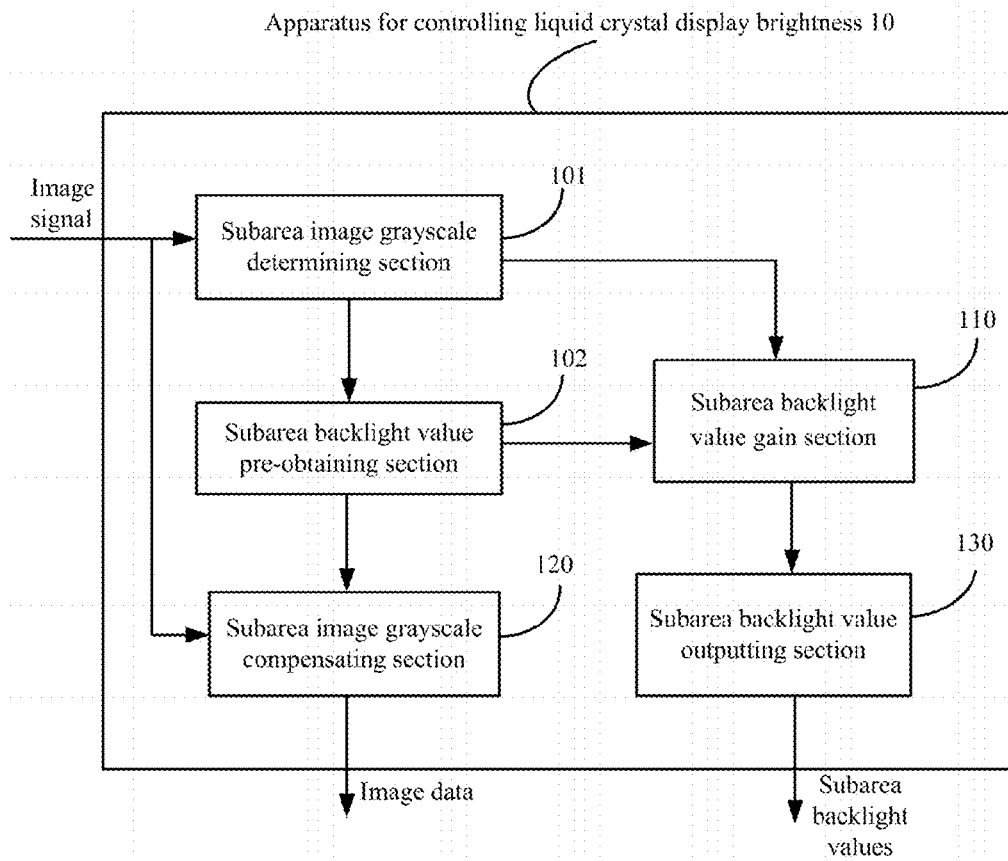 Apparatus for controlling liquid crystal display brightness 10
Image
signal
101
Subarea image grayscale
determining section
110
102
Subarea backlight
value gain section
Subarea backlight value
pre-obtaining section
130
120
Subarea image grayscale
compensating section
Subarea backlight value
outputting section
Image data
Subarea
backlight
values